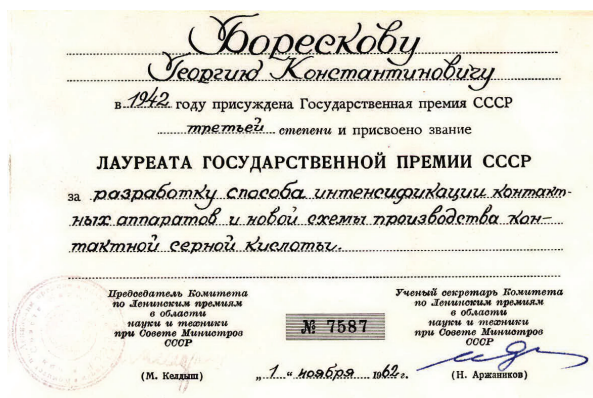 Борескову
Георгию Константиновичу
в 1942 году присуждена Государственная премия СССР
третьей степени и присвоено звание
ЛАУРЕАТА ГОСУДАРСТВЕННОЙ ПРЕМИИ СССР
за разработку способа интенсификации контакт-
ных аппаратов и новой схемы производства кон-
тактной серной кислоты.
Председатель Комитета
по Ленинским премиям
в области
науки и техники
при Совете Министров
СССР
(М. Келдыш)
№ 7587
„ 1 “ ноября 1962 г.
Ученый секретарь Комитета
по Ленинским премиям
в области
науки и техники
при Совете Министров
СССР
(Н. Аржаников)